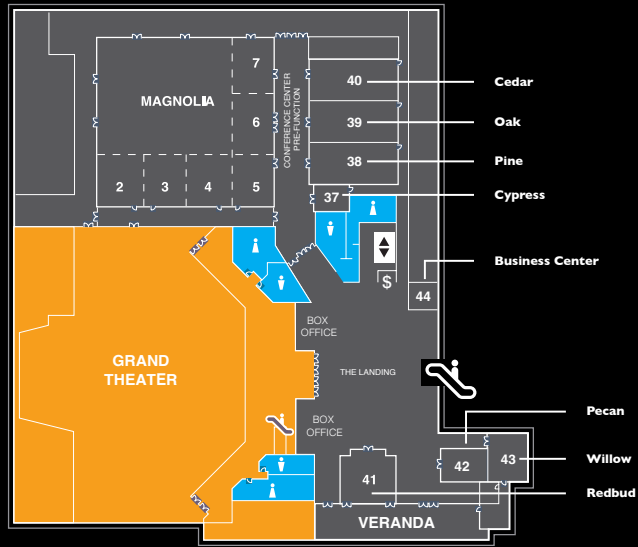 7
40
Cedar
MAGNOLIA
CONFERENCE CENTER
PRE-FUNCTION
6
39
Oak
38
Pine
2
3
4
5
37
Cypress
$
Business Center
44
BOX
OFFICE
GRAND
THEATER
THE LANDING
BOX
OFFICE
Pecan
42
43
Willow
41
Redbud
VERANDA